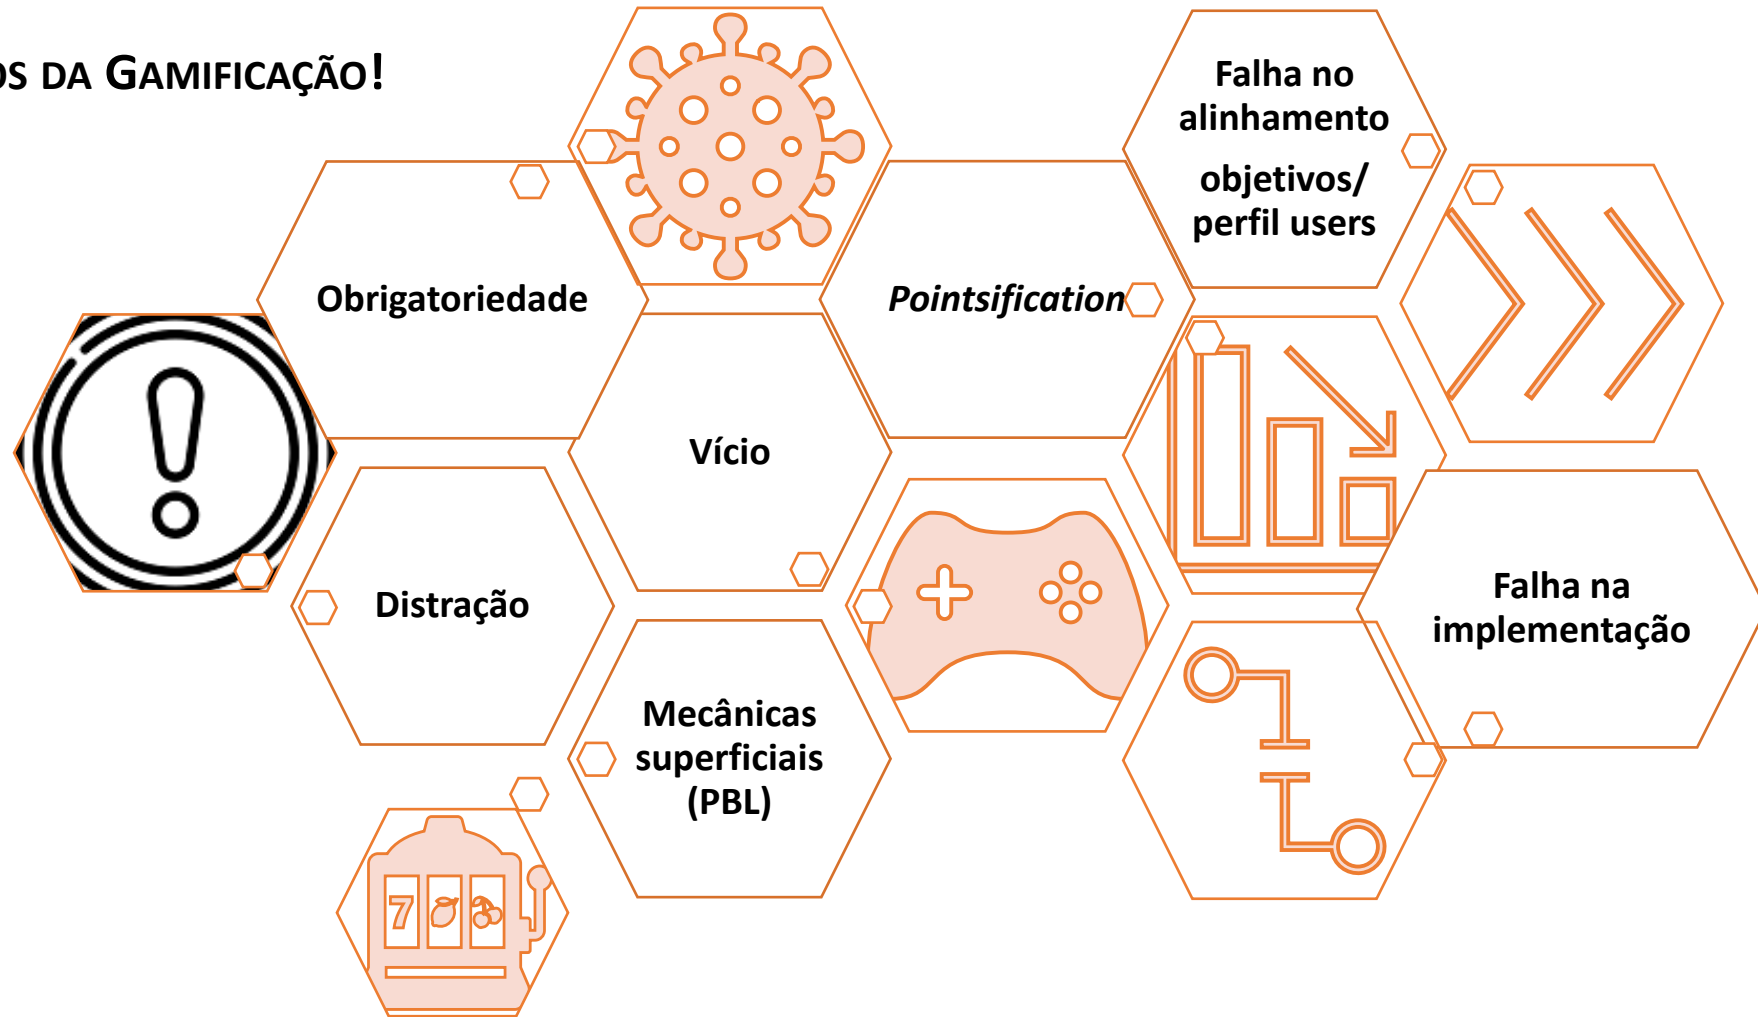 OS DA GAMIFICAÇÃO!
Falha no
alinhamento
objetivos/
perfil users
Obrigatoriedade
Pointsification
Vício
Distração
Falha na
implementação
Mecânicas
superficiais
(PBL)
7